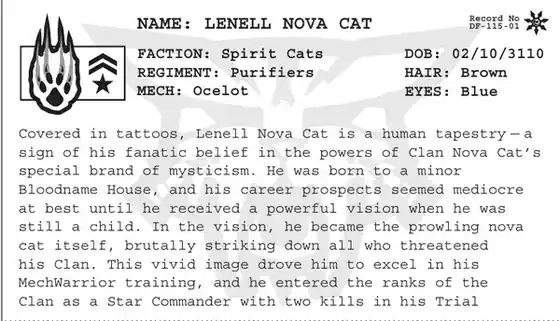 NAME: LENELL NOVA CAT
Record No
DF-115-01
FACTION: Spirit Cats
DOB: 02/10/3110
REGIMENT: Purifiers
HAIR: Brown
MECH: Ocelot
EYES: Blue
Covered in tattoos, Lenell Nova Cat is a human tapestry—a
sign of his fanatic belief in the powers of Clan Nova Cat's
special brand of mysticism. He was born to a minor
Bloodname House, and his career prospects seemed mediocre
at best until he received a powerful vision when he was
still a child. In the vision, he became the prowling nova
cat itself, brutally striking down all who threatened
his Clan. This vivid image drove him to excel in his
MechWarrior training, and he entered the ranks of the
Clan as a Star Commander with two kills in his Trial